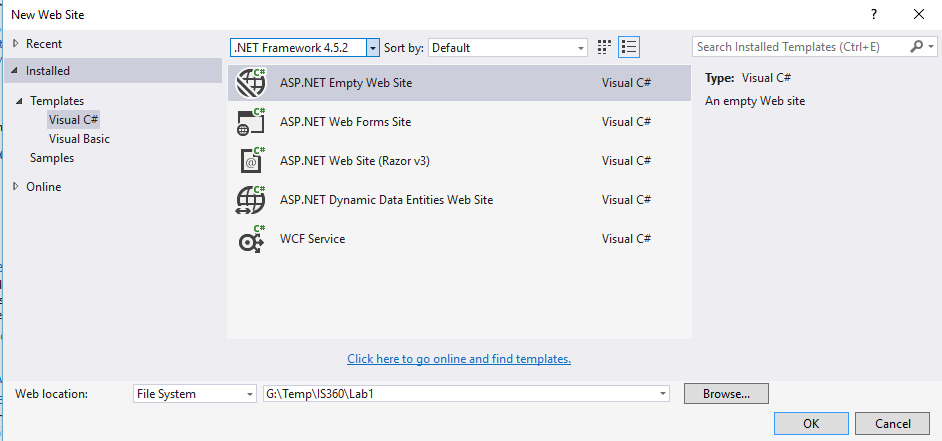 New Web Site
?
Recent
.NET Framework 4.5.2 Sort by: Default
Search Installed Templates (Ctrl+E)
Installed
Templates
Visual C#
Visual Basic
Samples
Online
C# ASP.NET Empty Web Site Visual C#
C# ASP.NET Web Forms Site Visual C#
C# @ ASP.NET Web Site (Razor v3) Visual C#
C# ASP.NET Dynamic Data Entities Web Site Visual C#
C# WCF Service Visual C#
Type: Visual C#
An empty Web site
Click here to go online and find templates.
Web location: File System G:\Temp\IS360\Lab1 Browse...
OK Cancel